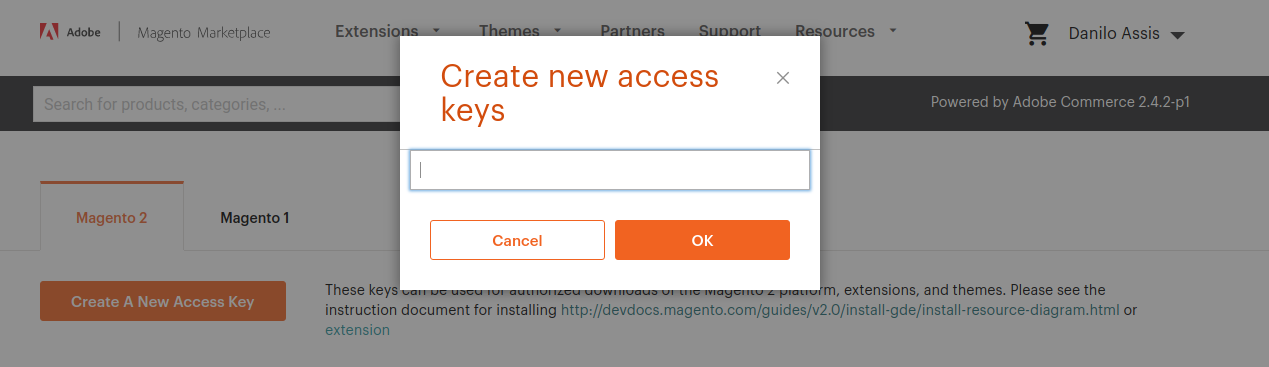 Adobe | Magento Marketplace
Extensions Themes Partners Support Resources
Danilo Assis
Search for products, categories, ...
Powered by Adobe Commerce 2.4.2-p1
Create new access
keys
Cancel OK
Magento 2 Magento 1
Create A New Access Key
These keys can be used for authorized downloads of the Magento 2 platform, extensions, and themes. Please see the
instruction document for installing http://devdocs.magento.com/guides/v2.0/install-gde/install-resource-diagram.html or
extension